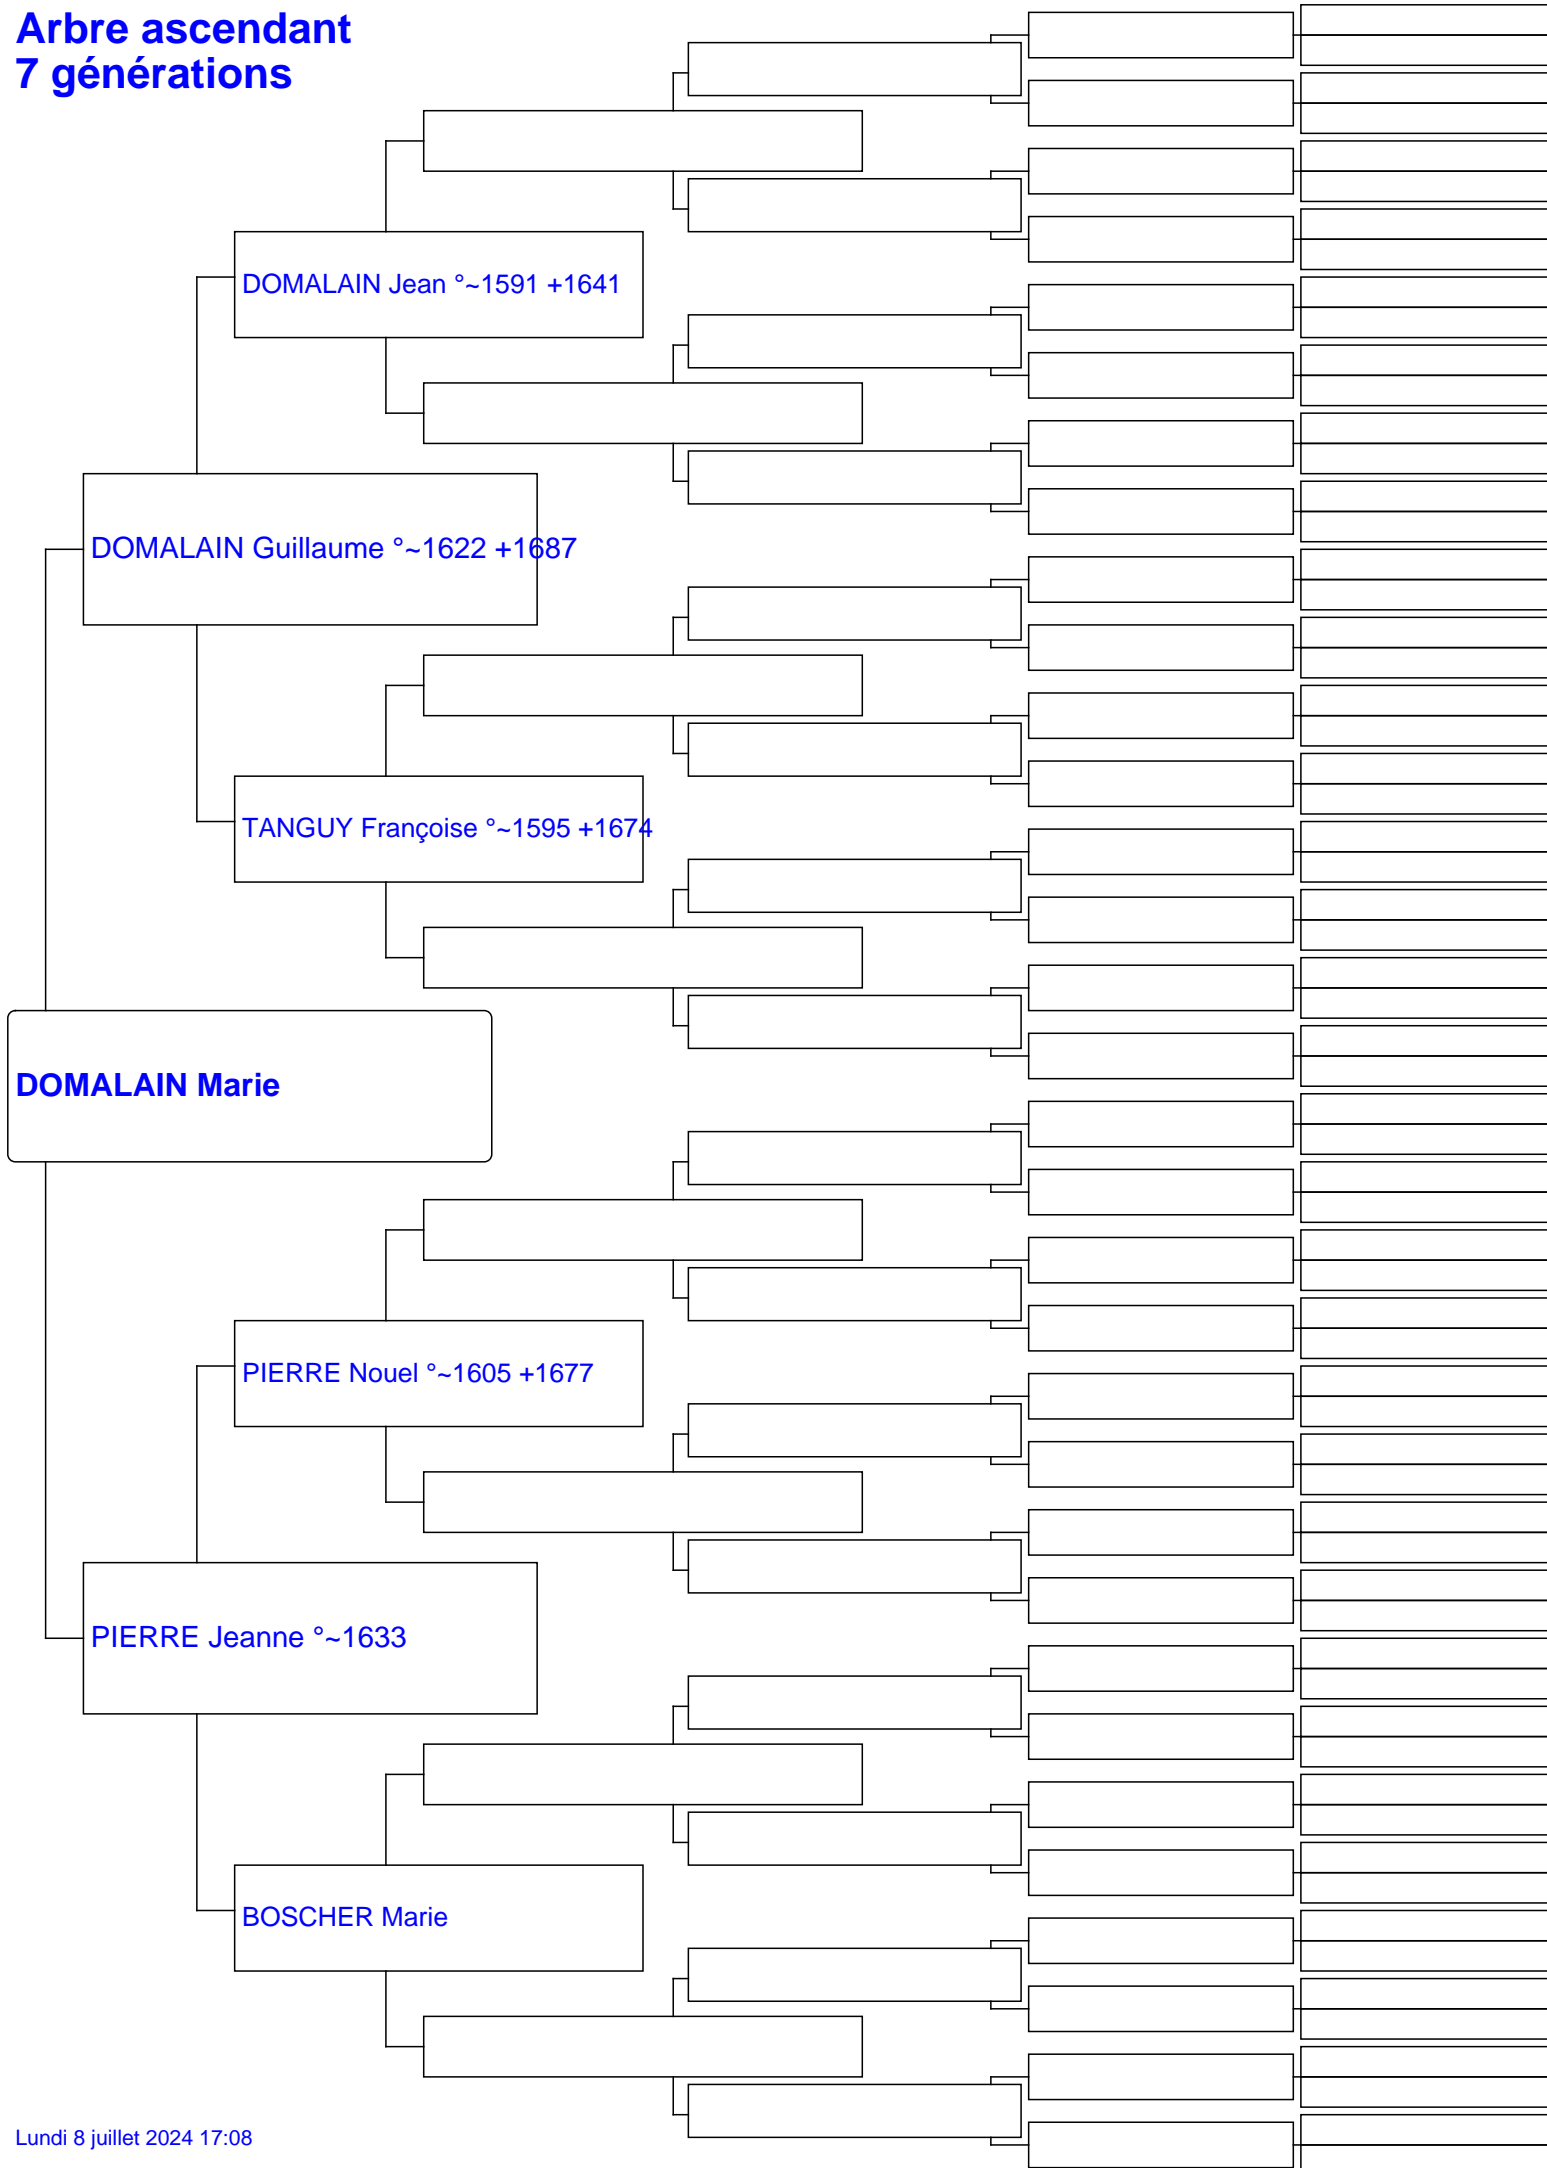 Arbre ascendant
7 générations
DOMALAIN Jean °~1591 +1641
DOMALAIN Guillaume °~1622 +1687
TANGUY Françoise °~1595 +1674
DOMALAIN Marie
PIERRE Nouel °~1605 +1677
PIERRE Jeanne °~1633
BOSCHER Marie
Lundi 8 juillet 2024 17:08